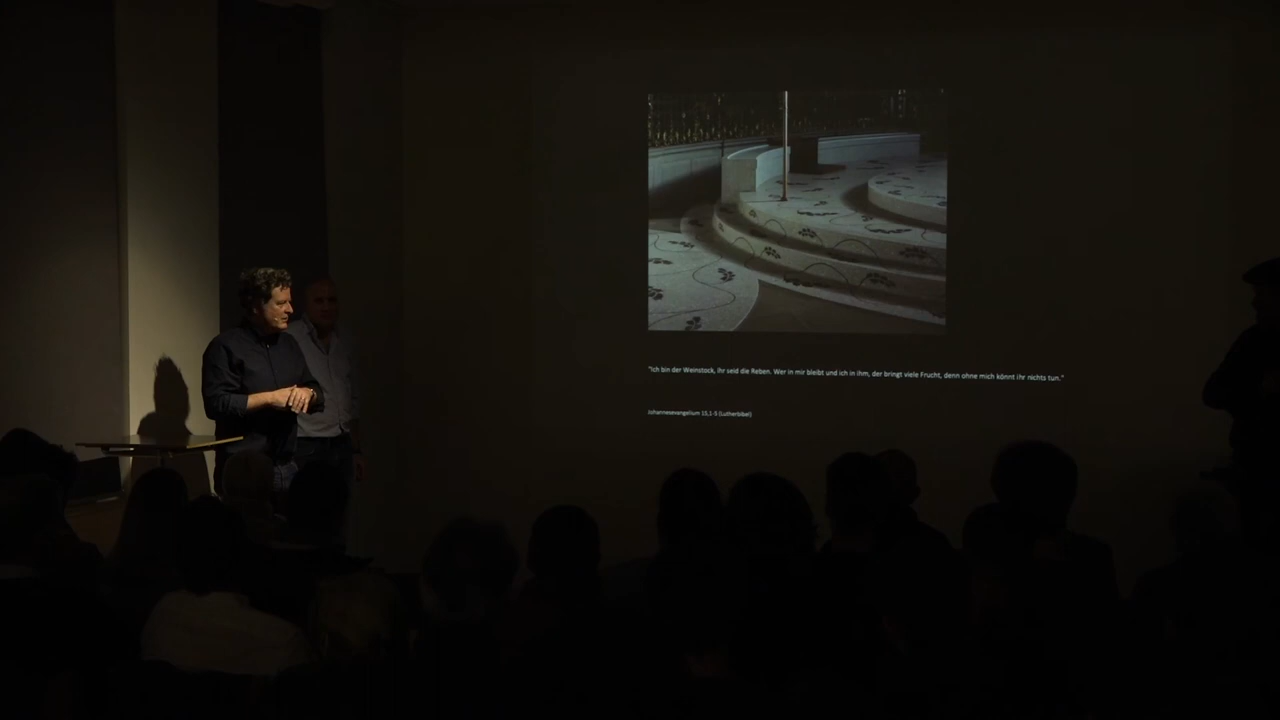 "Ich bin der Weinstock, ihr seid die Reben. Wer in mir bleibt und ich in ihm, der bringt viele Frucht, denn ohne mich könnt ihr nichts tun."
Johannesevangelium 15,1-5 (Lutherbibel)